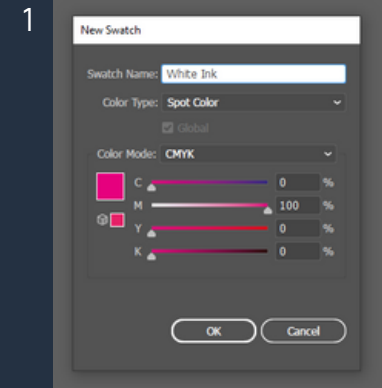 1
New Swatch
Swatch Name: White Ink
Color Type: Spot Color
Global
Color Mode: CMYK
C 0 %
M 100 %
Y 0 %
K 0 %
OK Cancel